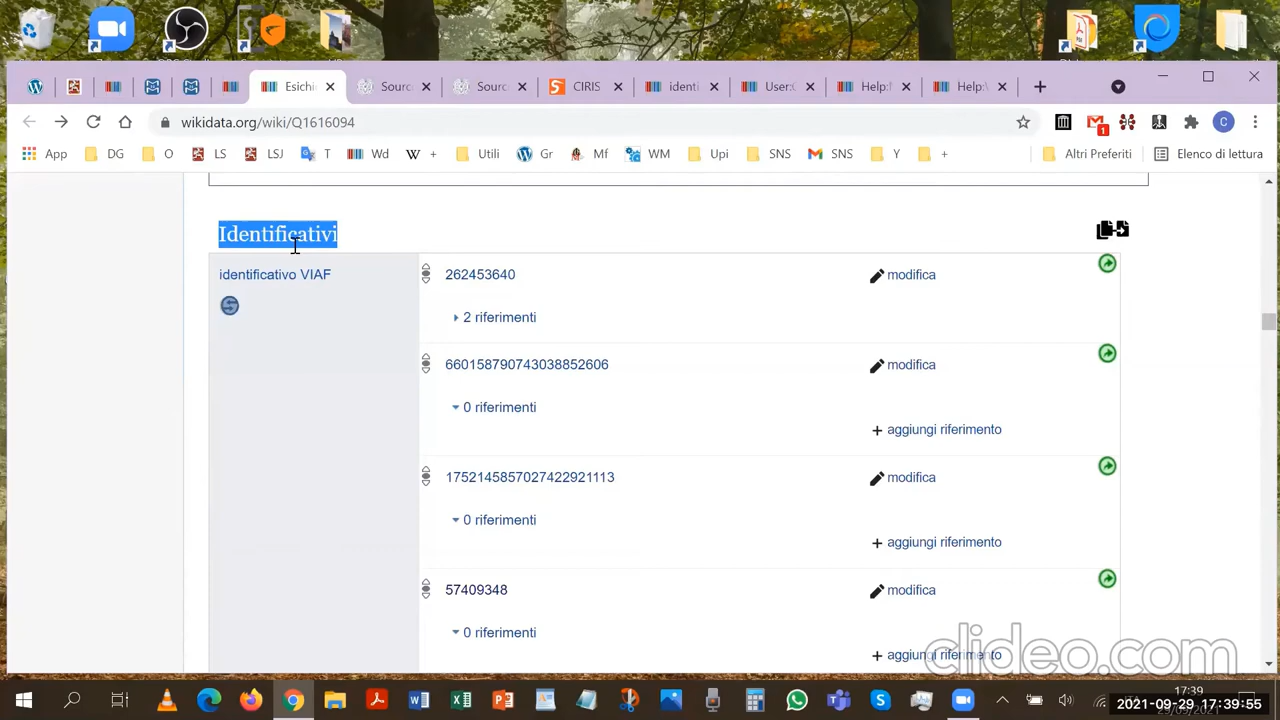 Esichi
Sourc
Sourc
CIRIS
identi
User:
Help:
Help:
wikidata.org/wiki/Q1616094
1
C
App DG O LS LSJ T Wd + Utili Gr Mf WM Upi SNS SNS Y + Altri Preferiti Elenco di lettura
Identificativi
identificativo VIAF
262453640
modifica
2 riferimenti
660158790743038852606
modifica
0 riferimenti
+ aggiungi riferimento
1752145857027422921113
modifica
0 riferimenti
+ aggiungi riferimento
57409348
modifica
0 riferimenti
+ aggiungi riferimento
clideo.com
17:39
2021-09-29 17:39:55